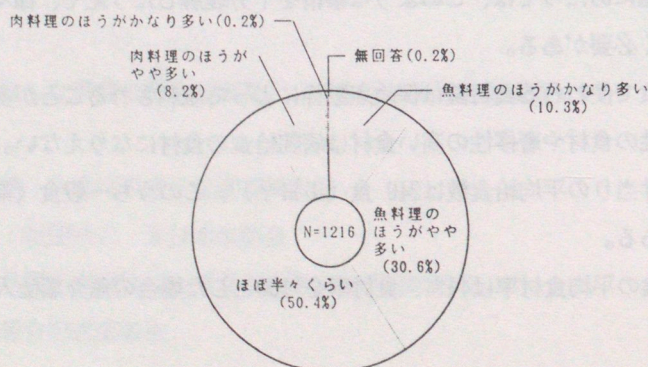 肉料理のほうがかなり多い(0.2%)
肉料理のほうが
やや多い
(8.2%)
無回答(0.2%)
魚料理のほうがかなり多い
(10.3%)
N=1216
魚料理の
ほうがやや
多い
(30.6%)
ほぼ半々くらい
(50.4%)